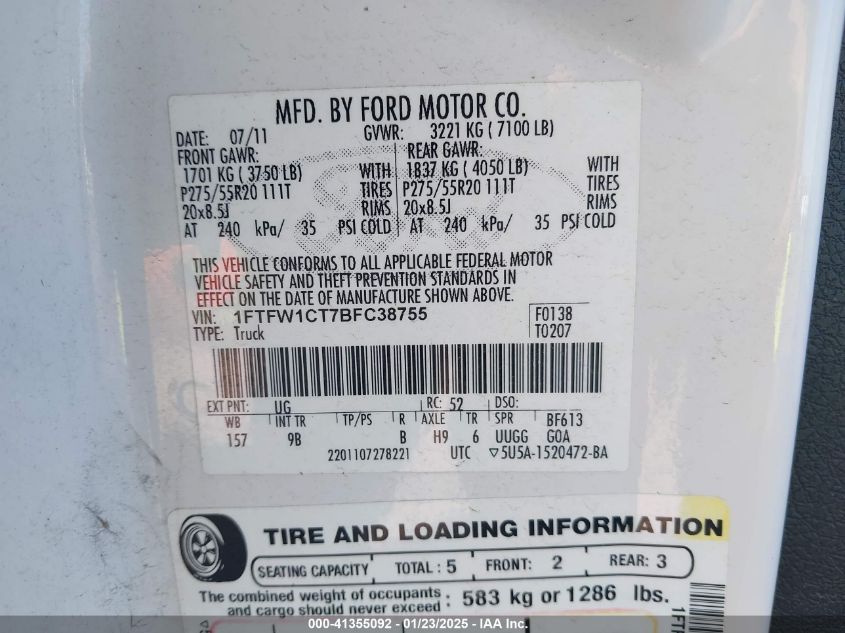 MFD. BY FORD MOTOR CO.
DATE: 07/11 GVWR: 3221 KG ( 7100 LB)
FRONT GAWR: REAR GAWR:
1701 KG ( 3750 LB) WITH 1837 KG ( 4050 LB) WITH
P275/55R20 111T TIRES P275/55R20 111T TIRES
20x8.5J RIMS 20x8.5J RIMS
AT 240 kPa/ 35 PSI COLD AT 240 kPa/ 35 PSI COLD
THIS VEHICLE CONFORMS TO ALL APPLICABLE FEDERAL MOTOR
VEHICLE SAFETY AND THEFT PREVENTION STANDARDS IN
EFFECT ON THE DATE OF MANUFACTURE SHOWN ABOVE.
VIN: 1FTFW1CT7BFC38755 F0138
TYPE: Truck T0207
EXT PNT: UG RC: 52 DSO:
WB INT TR TP/PS R AXLE TR SPR BF613
157 9B B H9 6 UUGG G0A
2201107278221 UTC ▽5U5A-1520472-BA
TIRE AND LOADING INFORMATION
SEATING CAPACITY TOTAL : 5 FRONT: 2 REAR: 3
The combined weight of occupants
and cargo should never exceed : 583 kg or 1286 lbs.
000-41355092 - 01/23/2025 - IAA Inc.